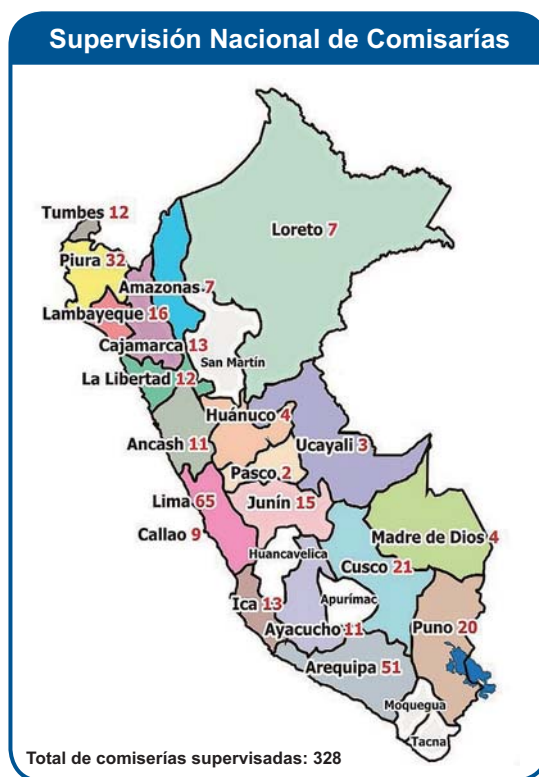 Supervisión Nacional de Comisarías
Tumbes 12
Loreto 7
Piura 32
Amazonas 7
Lambayeque 16
Cajamarca 13
San Martín
La Libertad 12
Huánuco 4
Ancash 11
Ucayali 3
Pasco 2
Lima 65
Junín 15
Callao 9
Madre de Dios 4
Huancavelica
Cusco 21
Ica 13
Apurímac
Ayacucho 11
Puno 20
Arequipa 51
Moquegua
Tacna
Total de comiserías supervisadas: 328